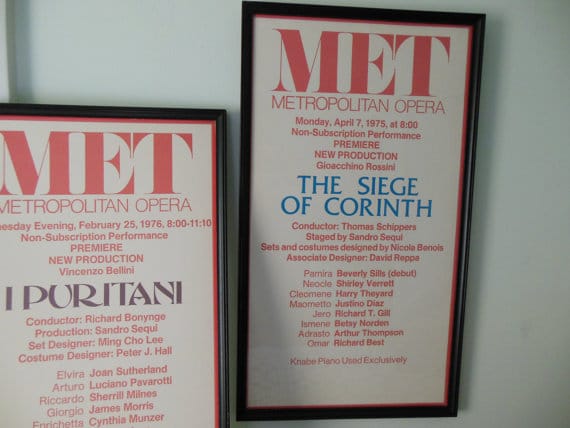 MET
METROPOLITAN OPERA
esday Evening, February 25, 1976, 8:00-11:10
Non-Subscription Performance
PREMIERE
NEW PRODUCTION
Vincenzo Bellini
I PURITANI
Conductor: Richard Bonynge
Production: Sandro Sequi
Set Designer: Ming Cho Lee
Costume Designer: Peter J. Hall
Elvira Joan Sutherland
Arturo Luciano Pavarotti
Riccardo Sherrill Milnes
Giorgio James Morris
Enrichetta Cynthia Munzer
MET
METROPOLITAN OPERA
Monday, April 7, 1975, at 8:00
Non-Subscription Performance
PREMIERE
NEW PRODUCTION
Gioacchino Rossini
THE SIEGE
OF CORINTH
Conductor: Thomas Schippers
Staged by Sandro Sequi
Sets and costumes designed by Nicola Benois
Associate Designer: David Reppa
Pamira Beverly Sills (debut)
Neocle Shirley Verrett
Cleomene Harry Theyard
Maometto Justino Diaz
Jero Richard T. Gill
Ismene Betsy Norden
Adrasto Arthur Thompson
Omar Richard Best
Knabe Piano Used Exclusively